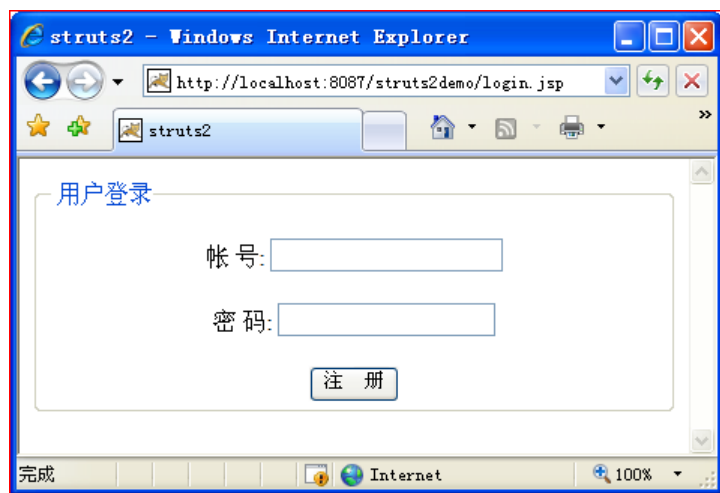 struts2 - Windows Internet Explorer
http://localhost:8087/struts2demo/login.jsp
struts2
»
用户登录
帐 号:
密 码:
注 册
完成
Internet
100%